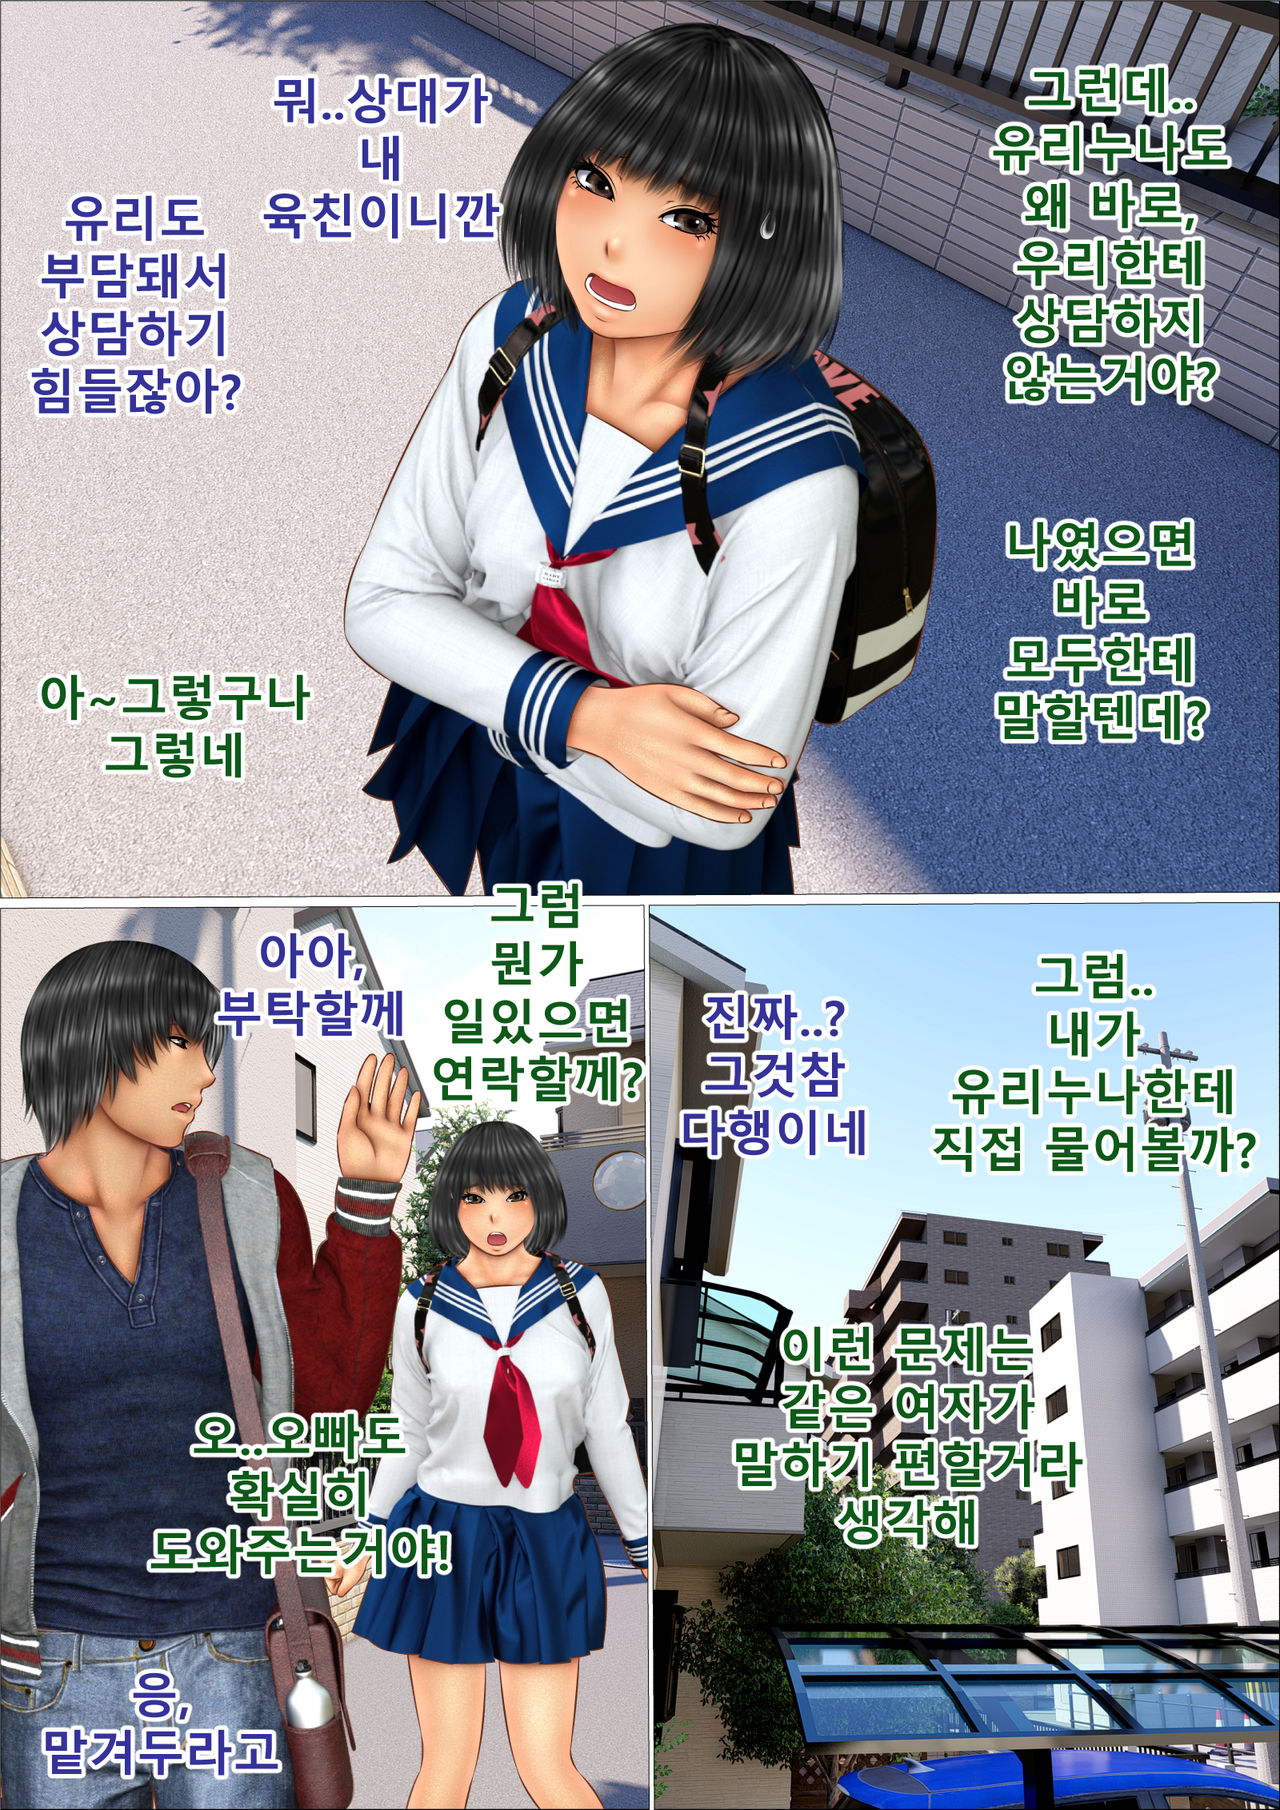 그런데..
유리누나도
왜 바로,
우리한테
상담하지
않는거야?
나였으면
바로
모두한테
말할텐데?
뭐..상대가
내
육친이니깐
유리도
부담돼서
상담하기
힘들잖아?
아~그렇구나
그렇네
그럼..
내가
유리누나한테
직접 물어볼까?
진짜..?
그것참
다행이네
이런 문제는
같은 여자가
말하기 편할거라
생각해
그럼
뭔가
일있으면
연락할께?
아아,
부탁할께
오..오빠도
확실히
도와주는거야!
응,
맡겨두라고